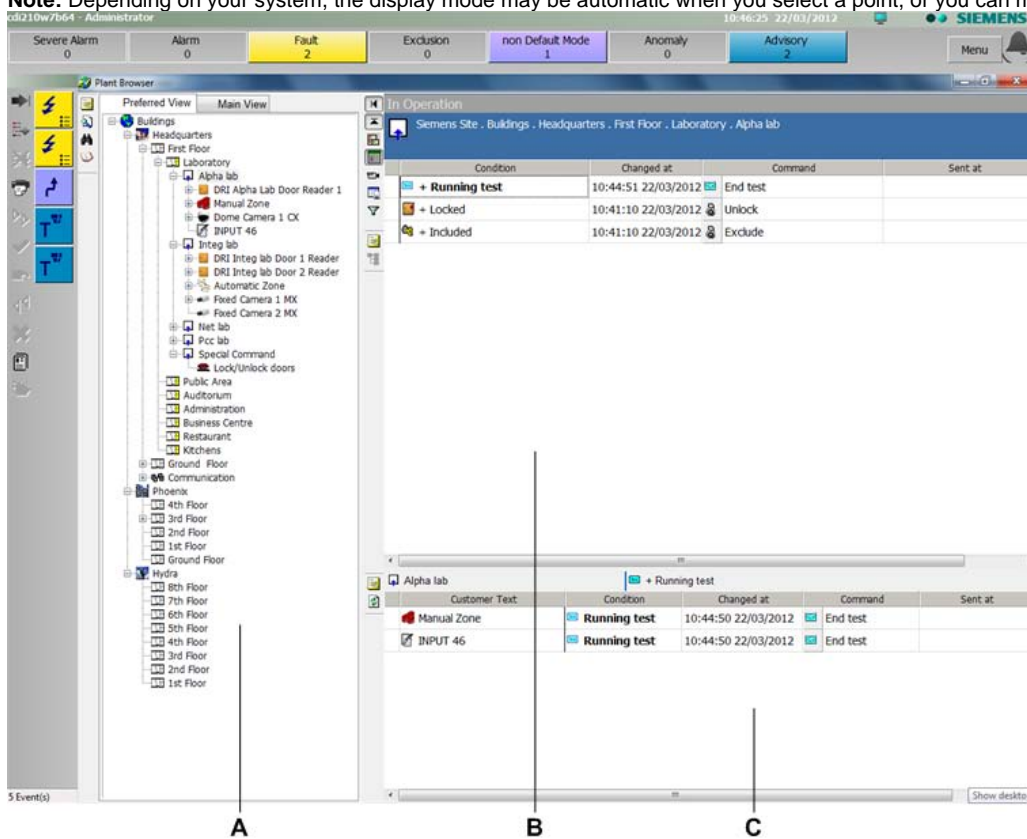 Note: Depending on your system, the display mode may be automatic when you select a point, or you can
cdi210w7b64 - Administrator 10:46:25 22/03/2012 SIEMENS
Severe Alarm Alarm Fault Exclusion non Default Mode Anomaly Advisory Menu
0 0 2 0 1 0 2
Plant Browser
Preferred View Main View
In Operation
Siemens Site . Buildings . Headquarters . First Floor . Laboratory . Alpha lab
Condition Changed at Command Sent at
+ Running test 10:44:51 22/03/2012 End test
+ Locked 10:41:10 22/03/2012 Unlock
+ Included 10:41:10 22/03/2012 Exclude
Buildings
Headquarters
First Floor
Laboratory
Alpha lab
DRI Alpha Lab Door Reader 1
Manual Zone
Dome Camera 1 CX
INPUT 46
Integ lab
DRI Integ lab Door 1 Reader
DRI Integ lab Door 2 Reader
Automatic Zone
Fixed Camera 1 MX
Fixed Camera 2 MX
Net lab
Pcc lab
Special Command
Lock/Unlock doors
Public Area
Auditorium
Administration
Business Centre
Restaurant
Kitchens
Ground Floor
Communication
Phoenix
4th Floor
3rd Floor
2nd Floor
1st Floor
Ground Floor
Hydra
8th Floor
7th Floor
6th Floor
5th Floor
4th Floor
3rd Floor
2nd Floor
1st Floor
Alpha lab + Running test
Customer Text Condition Changed at Command Sent at
Manual Zone Running test 10:44:50 22/03/2012 End test
INPUT 46 Running test 10:44:50 22/03/2012 End test
5 Event(s) Show deskto
A B C